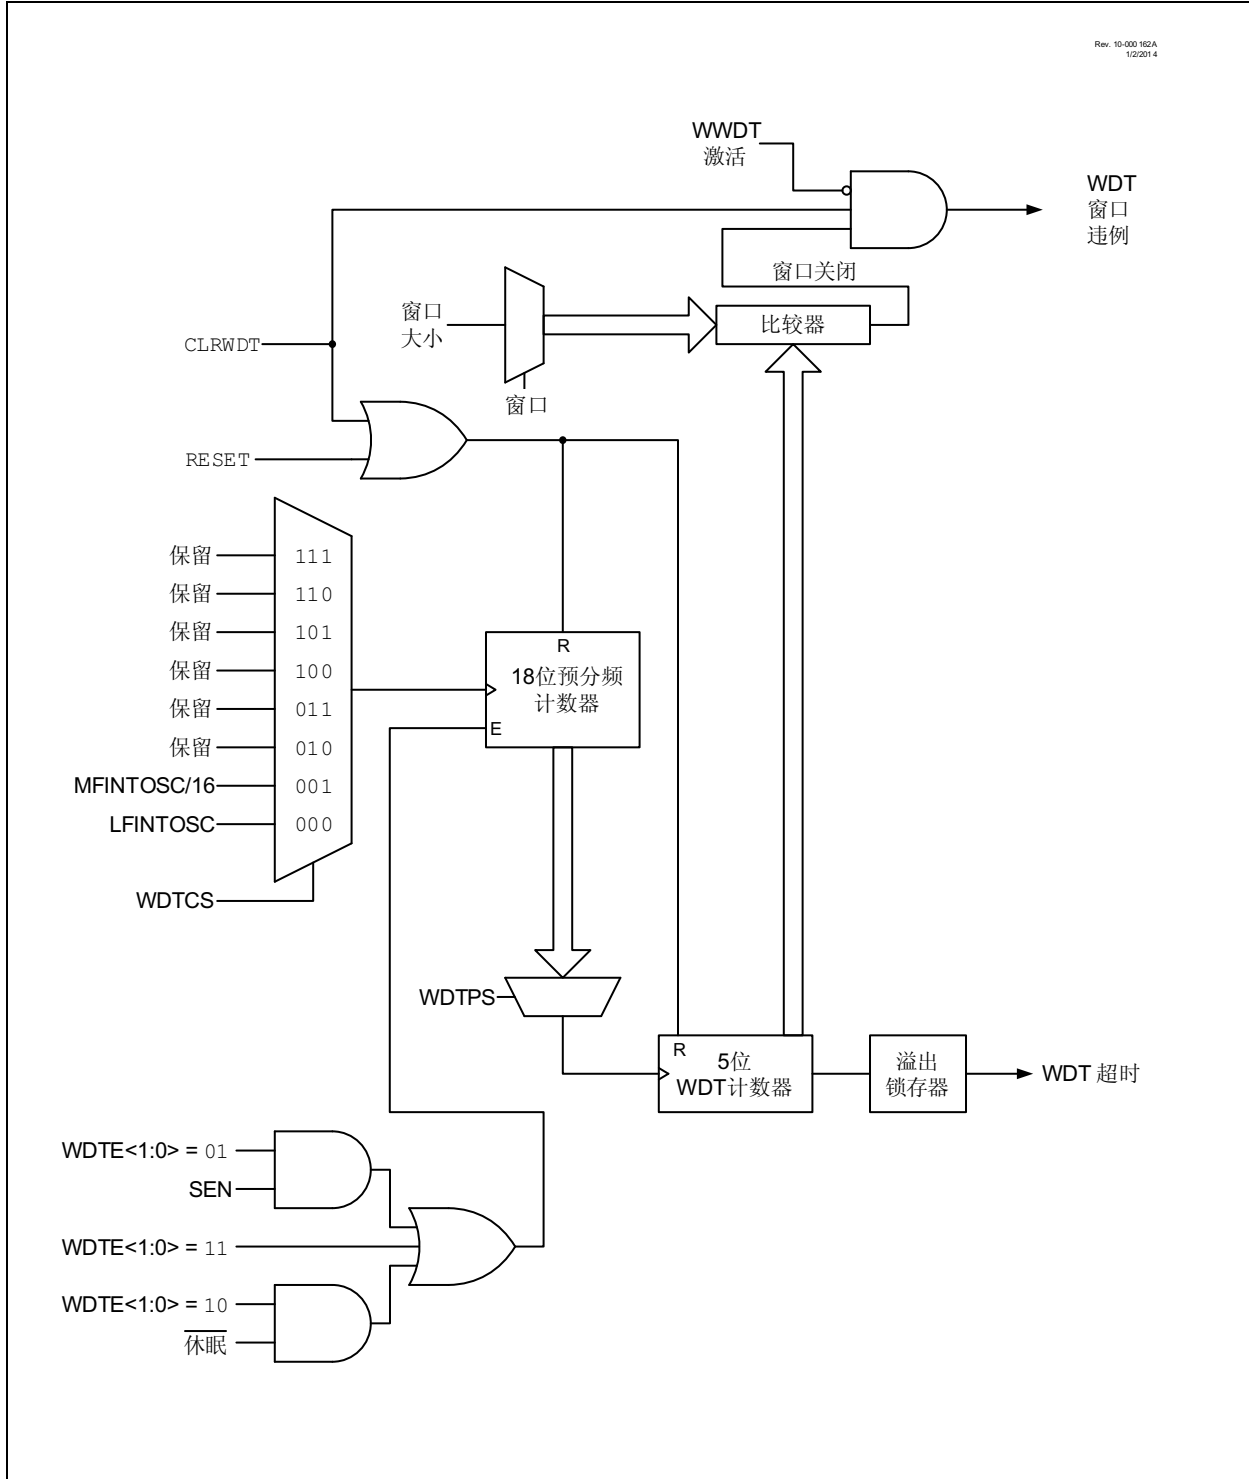 Rev. 10-000 162A
1/2/201 4
WWDT
激活
WDT
窗口
违例
窗口关闭
窗口
大小
比较器
CLRWDT
窗口
RESET
保留 111
保留 110
保留 101
保留 100
保留 011
保留 010
MFINTOSC/16 001
LFINTOSC 000
WDTCS
R
18位预分频
计数器
E
WDTPS
R
5位
WDT计数器
溢出
锁存器
WDT 超时
WDTE<1:0> = 01
SEN
WDTE<1:0> = 11
WDTE<1:0> = 10
休眠